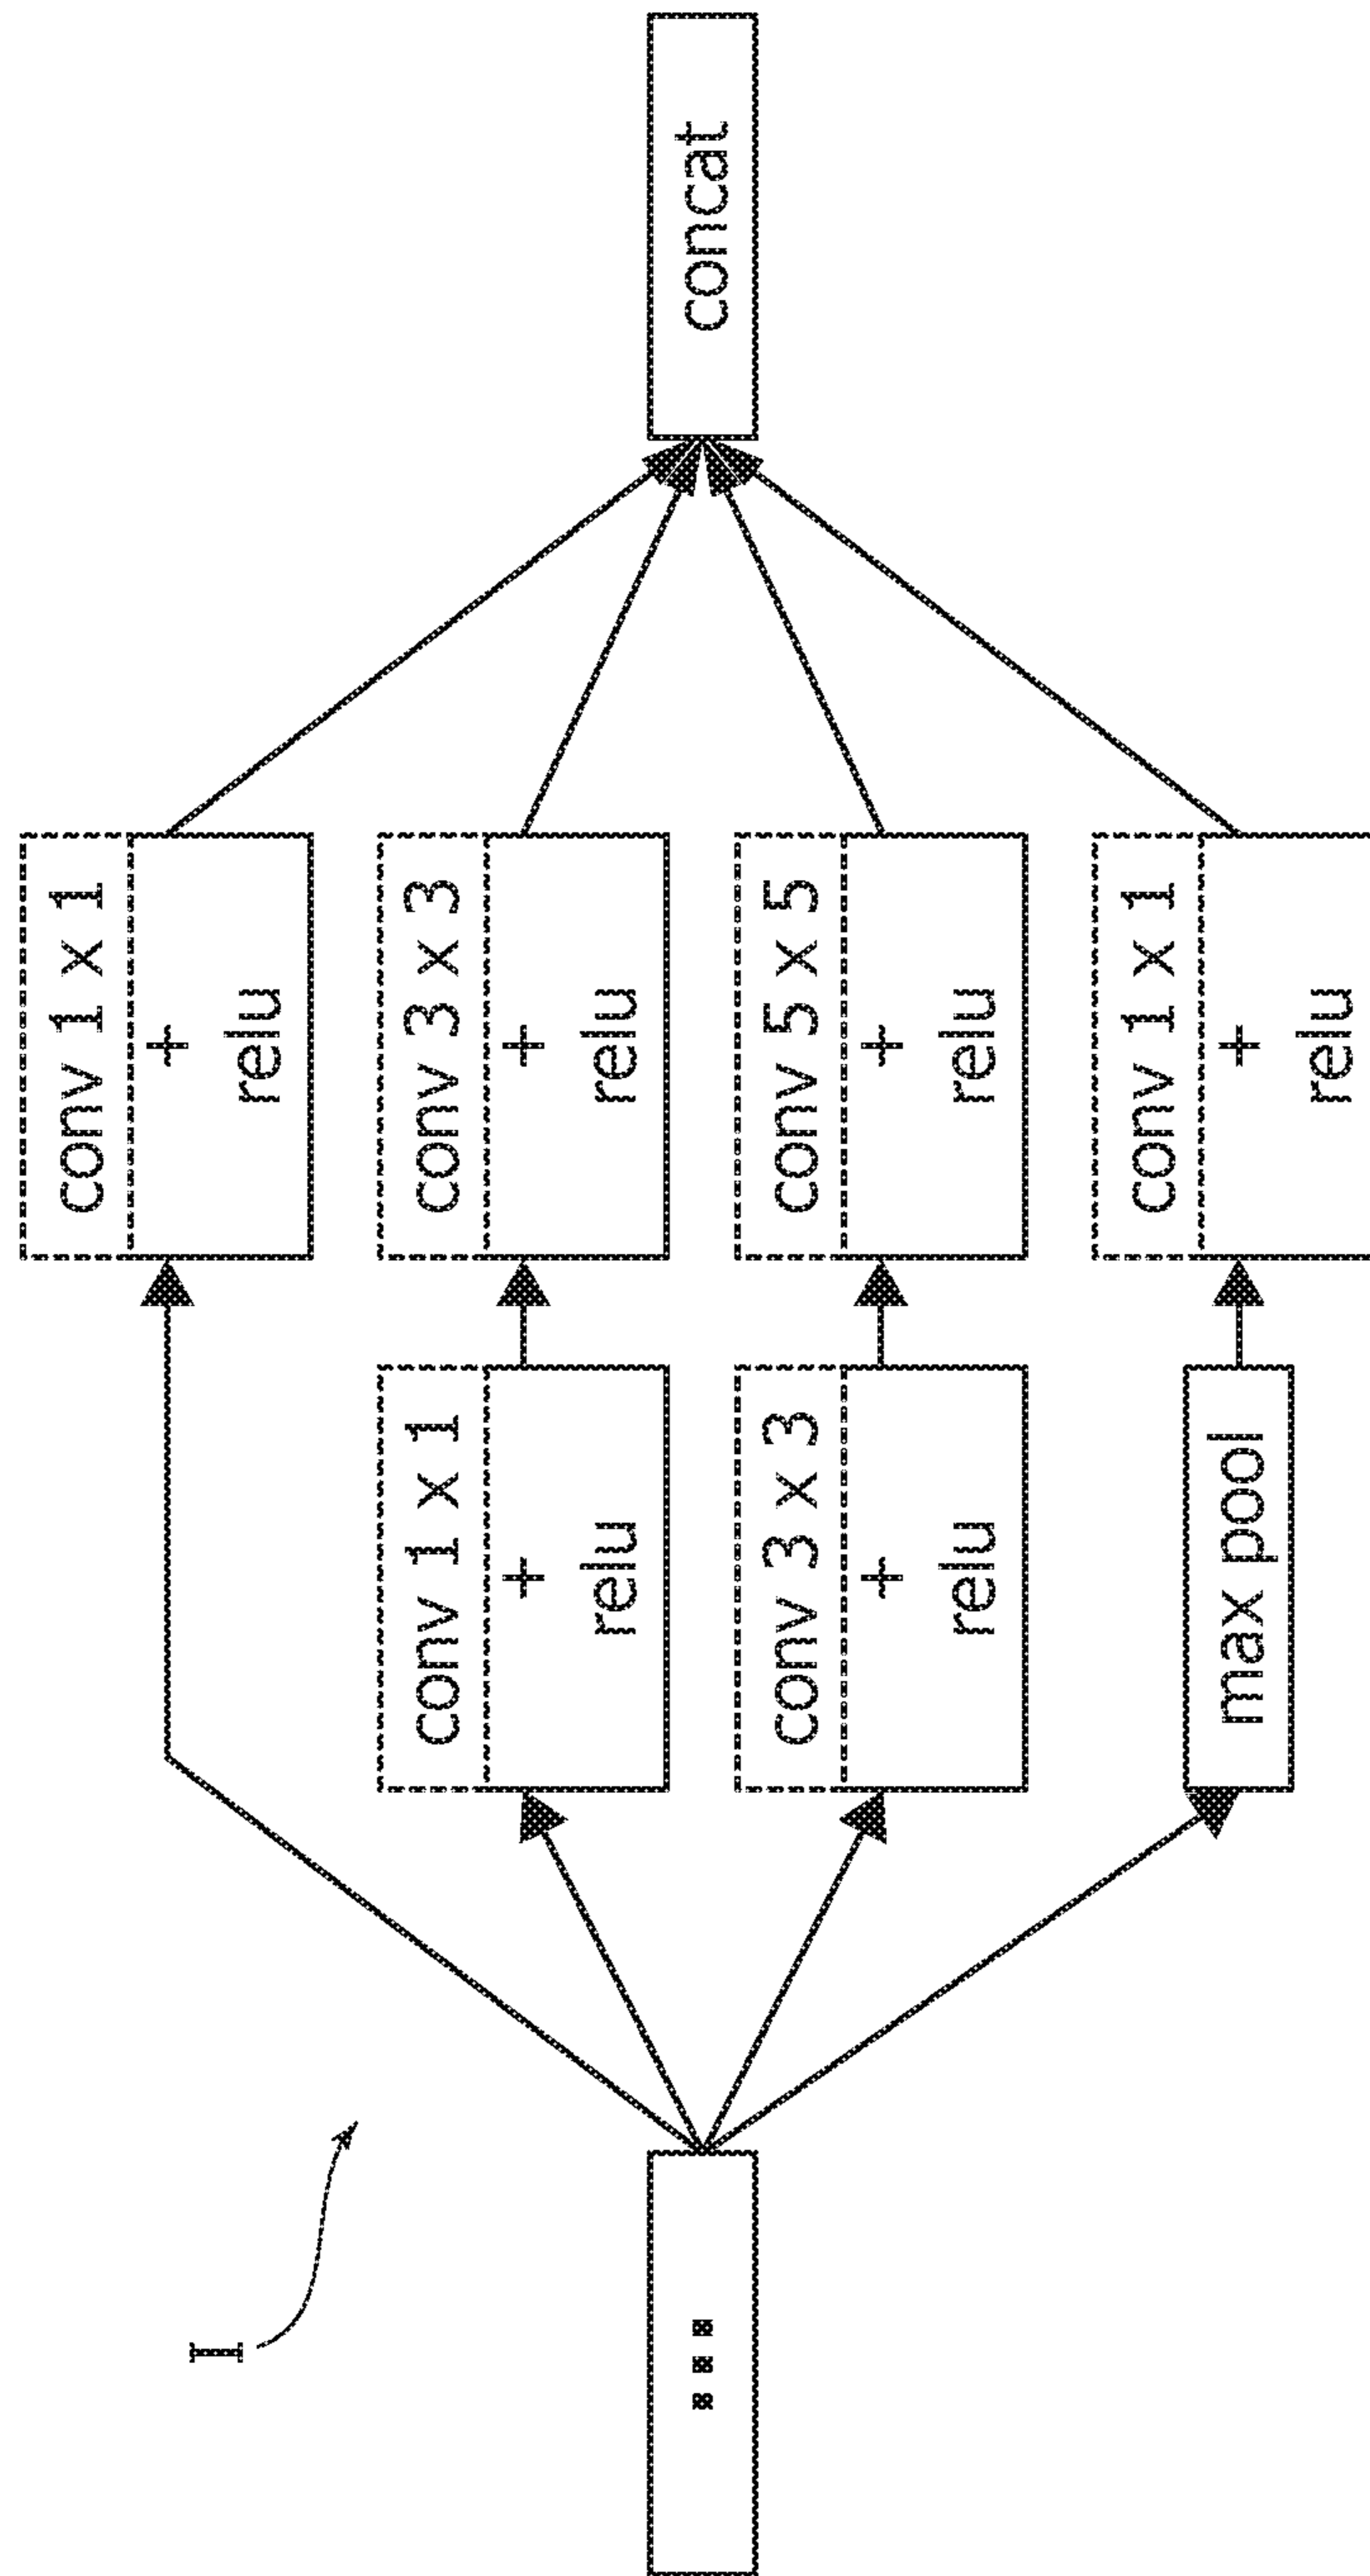 I
...
conv 1 x 1
+
relu
conv 1 x 1
+
relu
conv 3 x 3
+
relu
conv 3 x 3
+
relu
conv 5 x 5
+
relu
max pool
conv 1 x 1
+
relu
concat